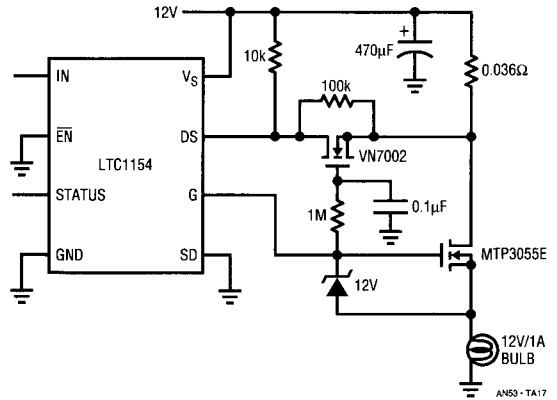 12V
+
470µF
10k
0.036Ω
IN
VS
100k
EN
DS
VN7002
LTC1154
STATUS
G
0.1µF
1M
GND
SD
MTP3055E
12V
12V/1A
BULB
AN53 • TA17